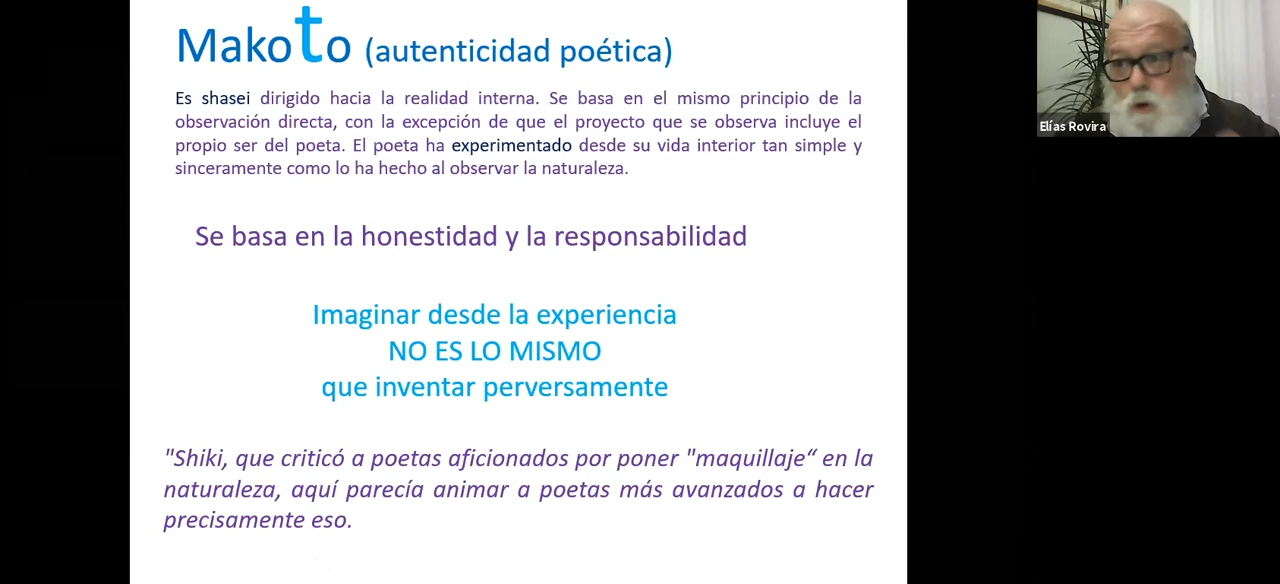 Makoto (autenticidad poética)
Es shasei dirigido hacia la realidad interna. Se basa en el mismo principio de la
observación directa, con la excepción de que el proyecto que se observa incluye el
propio ser del poeta. El poeta ha experimentado desde su vida interior tan simple y
sinceramente como lo ha hecho al observar la naturaleza.
Se basa en la honestidad y la responsabilidad
Imaginar desde la experiencia
NO ES LO MISMO
que inventar perversamente
"Shiki, que criticó a poetas aficionados por poner "maquillaje“ en la
naturaleza, aquí parecía animar a poetas más avanzados a hacer
precisamente eso.
Elías Rovira